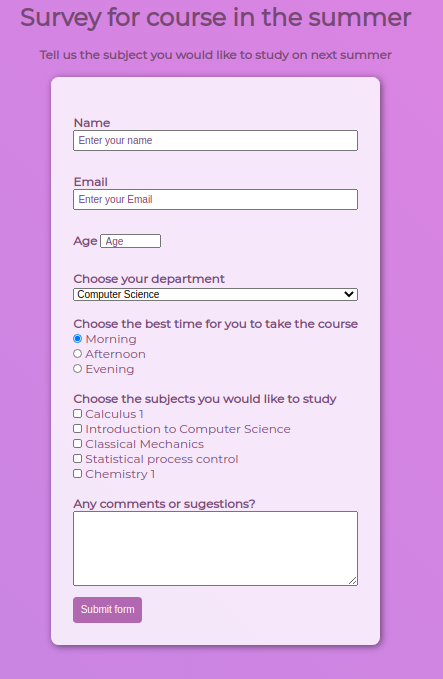 Survey for course in the summer
Tell us the subject you would like to study on next summer
Name
Enter your name
Email
Enter your Email
Age Age
Choose your department
Computer Science
Choose the best time for you to take the course
Morning
Afternoon
Evening
Choose the subjects you would like to study
Calculus 1
Introduction to Computer Science
Classical Mechanics
Statistical process control
Chemistry 1
Any comments or sugestions?
Submit form